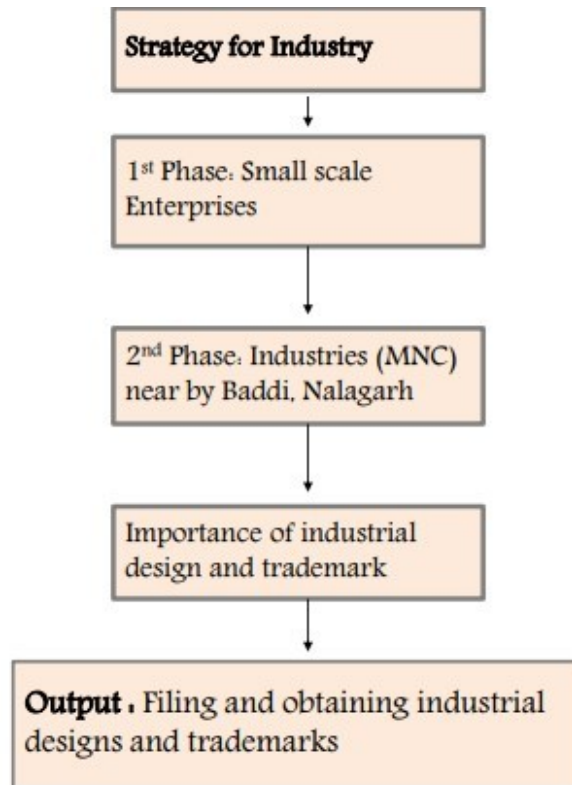 Strategy for Industry
1st Phase: Small scale
Enterprises
2nd Phase: Industries (MNC)
near by Baddi, Nalagarh
Importance of industrial
design and trademark
Output : Filing and obtaining industrial
designs and trademarks